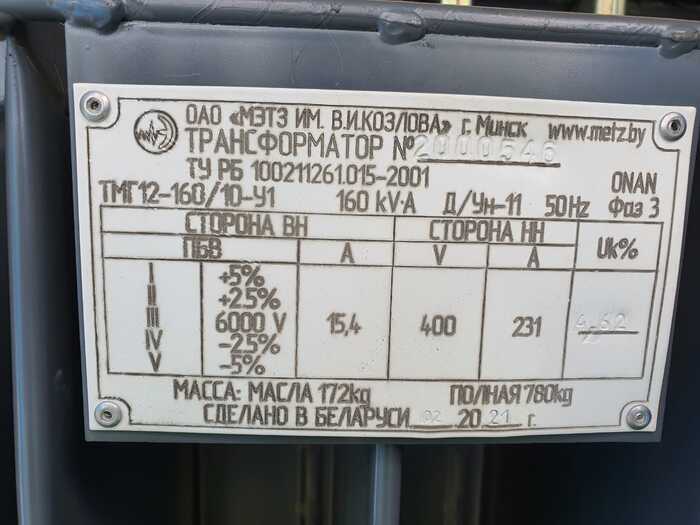 ОАО «МЭТЗ ИМ. В.И.КОЗЛОВА» г. Минск www.metz.by
ТРАНСФОРМАТОР № 2000546
ТУ РБ 100211261.015-2001 ONAN
ТМГ12-160/10-У1 160 kV·A Д/Ун-11 50Hz Фаз 3
СТОРОНА ВН СТОРОНА НН Uk%
ПБВ A V A
I +5%
II +2.5%
III 6000 V 15,4 400 231 4.62
IV -2.5%
V -5%
МАССА: МАСЛА 172kg ПОЛНАЯ 780kg
СДЕЛАНО В БЕЛАРУСИ 02 2021 г.